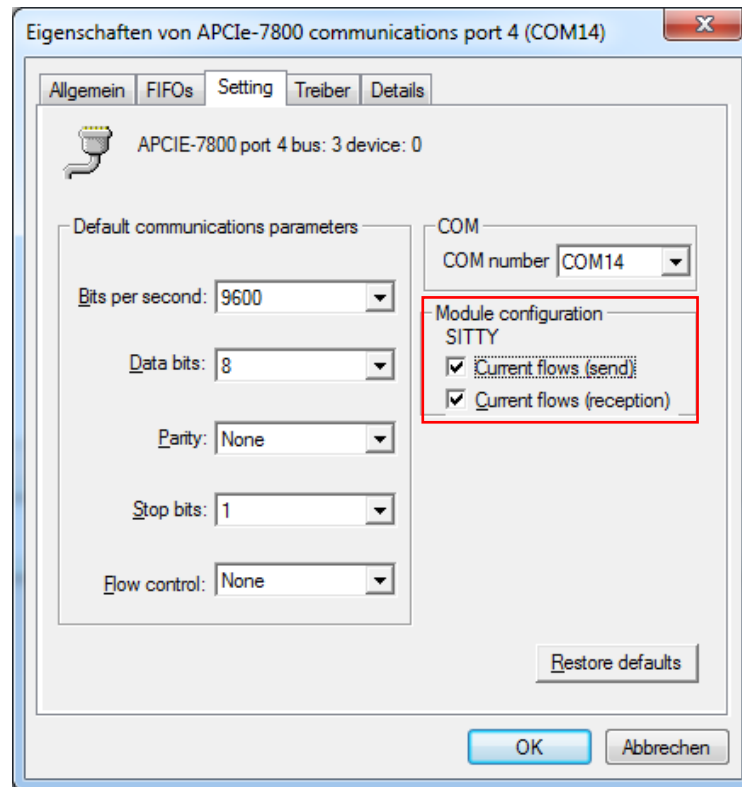 Eigenschaften von APCIe-7800 communications port 4 (COM14)
Allgemein FIFOs Setting Treiber Details
APCIE-7800 port 4 bus: 3 device: 0
Default communications parameters
Bits per second: 9600
Data bits: 8
Parity: None
Stop bits: 1
Flow control: None
COM
COM number COM14
Module configuration
SITTY
Current flows (send)
Current flows (reception)
Restore defaults
OK Abbrechen